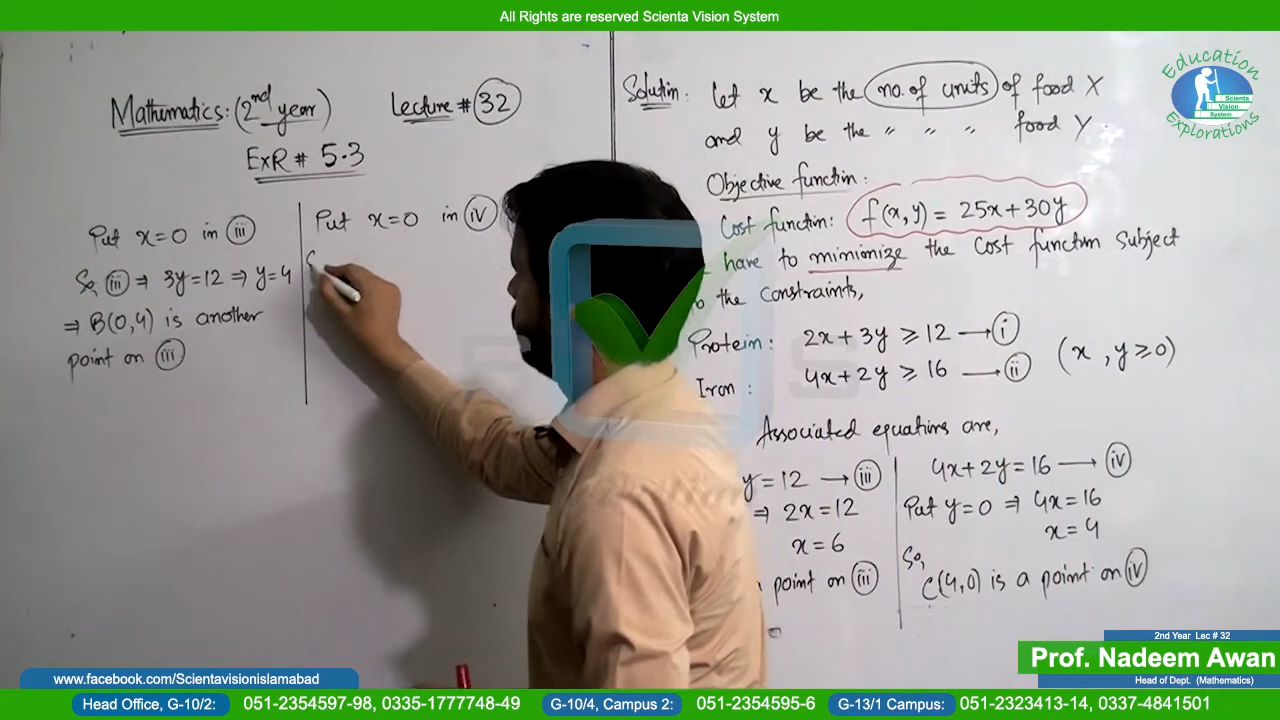 All Rights are reserved Scienta Vision System
Mathematics: (2nd year)
Lecture # 32
ExR # 5.3
Put x=0 in iii
So, iii ⇒ 3y=12 ⇒ y=4
⇒ B(0,4) is another
point on iii
Put x=0 in iv
Solution: Let x be the no. of units of food X
and y be the " " " food Y
Objective function:
Cost function: f(x,y) = 25x+30y
have to minimize the Cost function subject
to the constraints,
Protein: 2x+3y ≥ 12 → i
Iron: 4x+2y ≥ 16 → ii
(x, y ≥ 0)
Associated equations are,
y=12 → iii
⇒ 2x=12
x=6
point on iii
4x+2y=16 → iv
Put y=0 ⇒ 4x=16
x=4
So,
C(4,0) is a point on iv
Education
Scienta
Vision
System
Explorations
2nd Year Lec # 32
Prof. Nadeem Awan
Head of Dept. (Mathematics)
www.facebook.com/Scientavisionislamabad
Head Office, G-10/2: 051-2354597-98, 0335-1777748-49 G-10/4, Campus 2: 051-2354595-6 G-13/1 Campus: 051-2323413-14, 0337-4841501